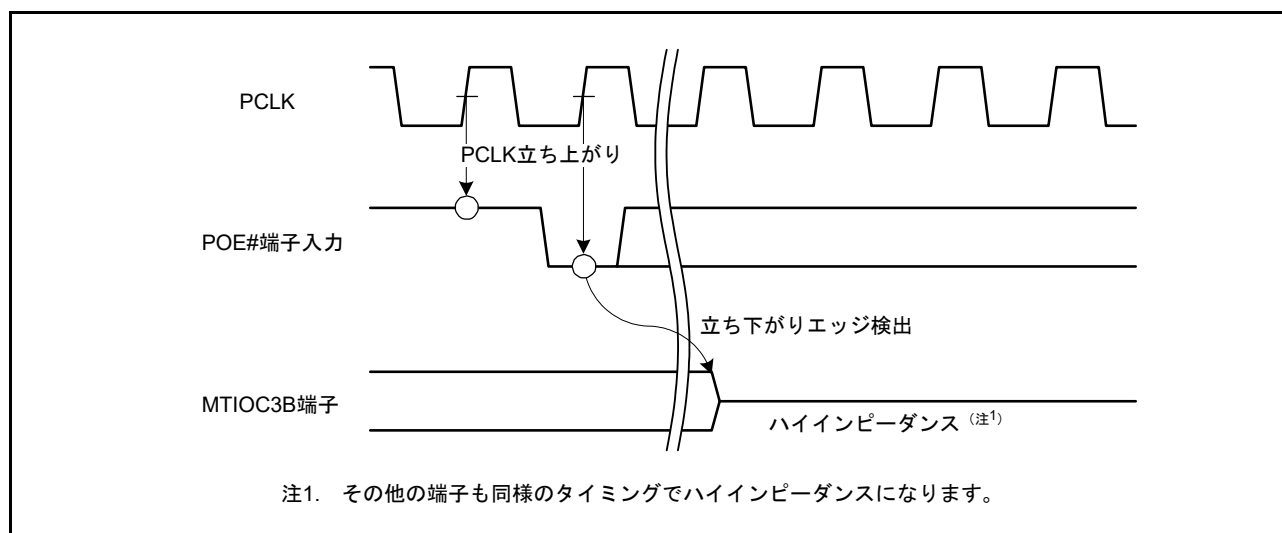 PCLK
PCLK立ち上がり
POE#端子入力
立ち下がりエッジ検出
MTIOC3B端子
ハイインピーダンス（注1）
注1. その他の端子も同様のタイミングでハイインピーダンスになります。